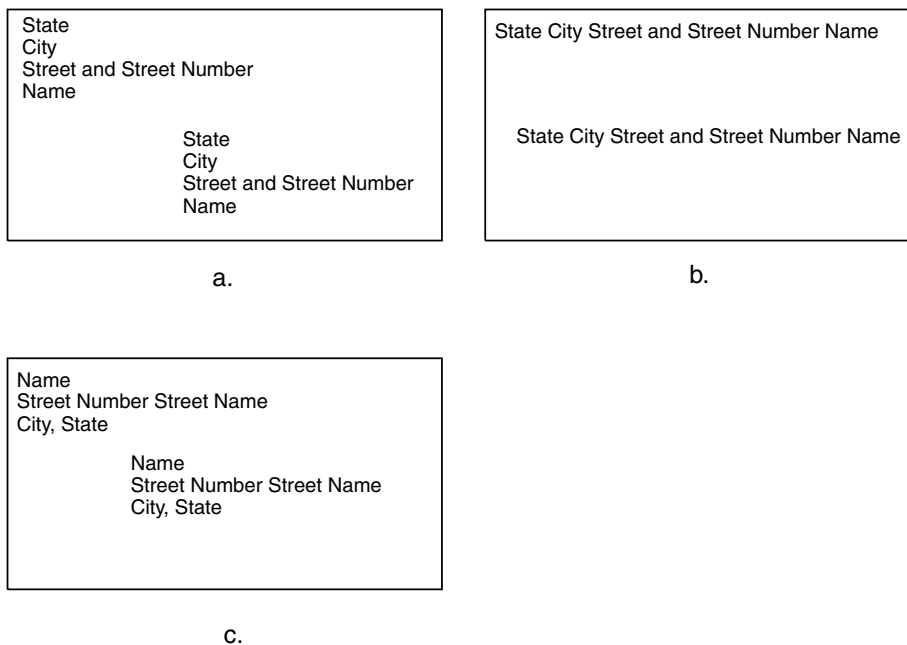 State
City
Street and Street Number
Name
State
City
Street and Street Number
Name
a.
State City Street and Street Number Name
State City Street and Street Number Name
b.
Name
Street Number Street Name
City, State
Name
Street Number Street Name
City, State
c.